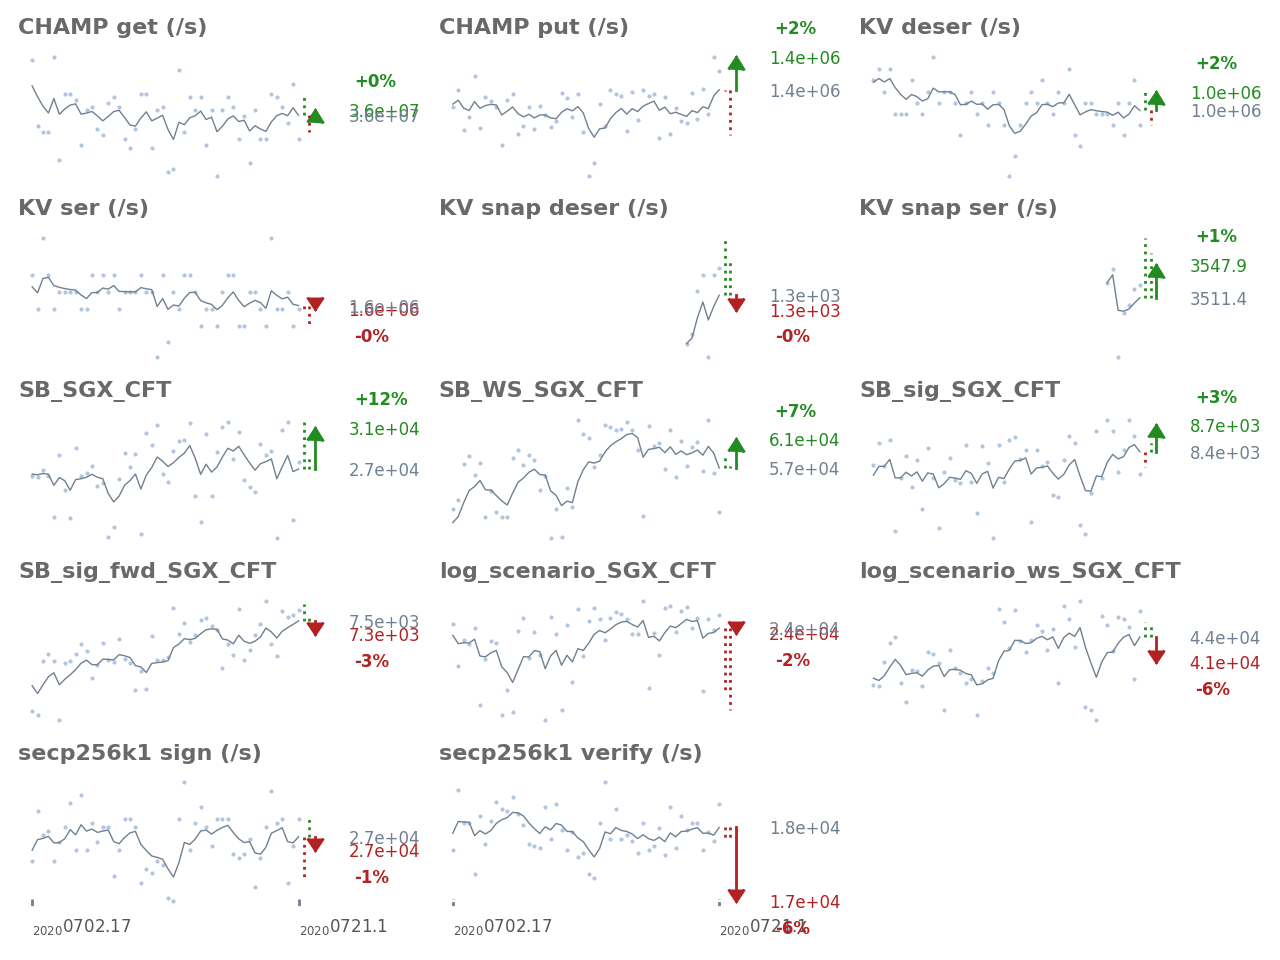 CHAMP get (/s)
+0%
3.6e+07
3.6e+07
CHAMP put (/s)
+2%
1.4e+06
1.4e+06
KV deser (/s)
+2%
1.0e+06
1.0e+06
KV ser (/s)
1.6e+06
1.6e+06
-0%
KV snap deser (/s)
1.3e+03
1.3e+03
-0%
KV snap ser (/s)
+1%
3547.9
3511.4
SB_SGX_CFT
+12%
3.1e+04
2.7e+04
SB_WS_SGX_CFT
+7%
6.1e+04
5.7e+04
SB_sig_SGX_CFT
+3%
8.7e+03
8.4e+03
SB_sig_fwd_SGX_CFT
7.5e+03
7.3e+03
-3%
log_scenario_SGX_CFT
2.4e+04
2.4e+04
-2%
log_scenario_ws_SGX_CFT
4.4e+04
4.1e+04
-6%
secp256k1 sign (/s)
2.7e+04
2.7e+04
-1%
20200702.17
20200721.1
secp256k1 verify (/s)
1.8e+04
1.7e+04
-6%
20200702.17
20200721.1